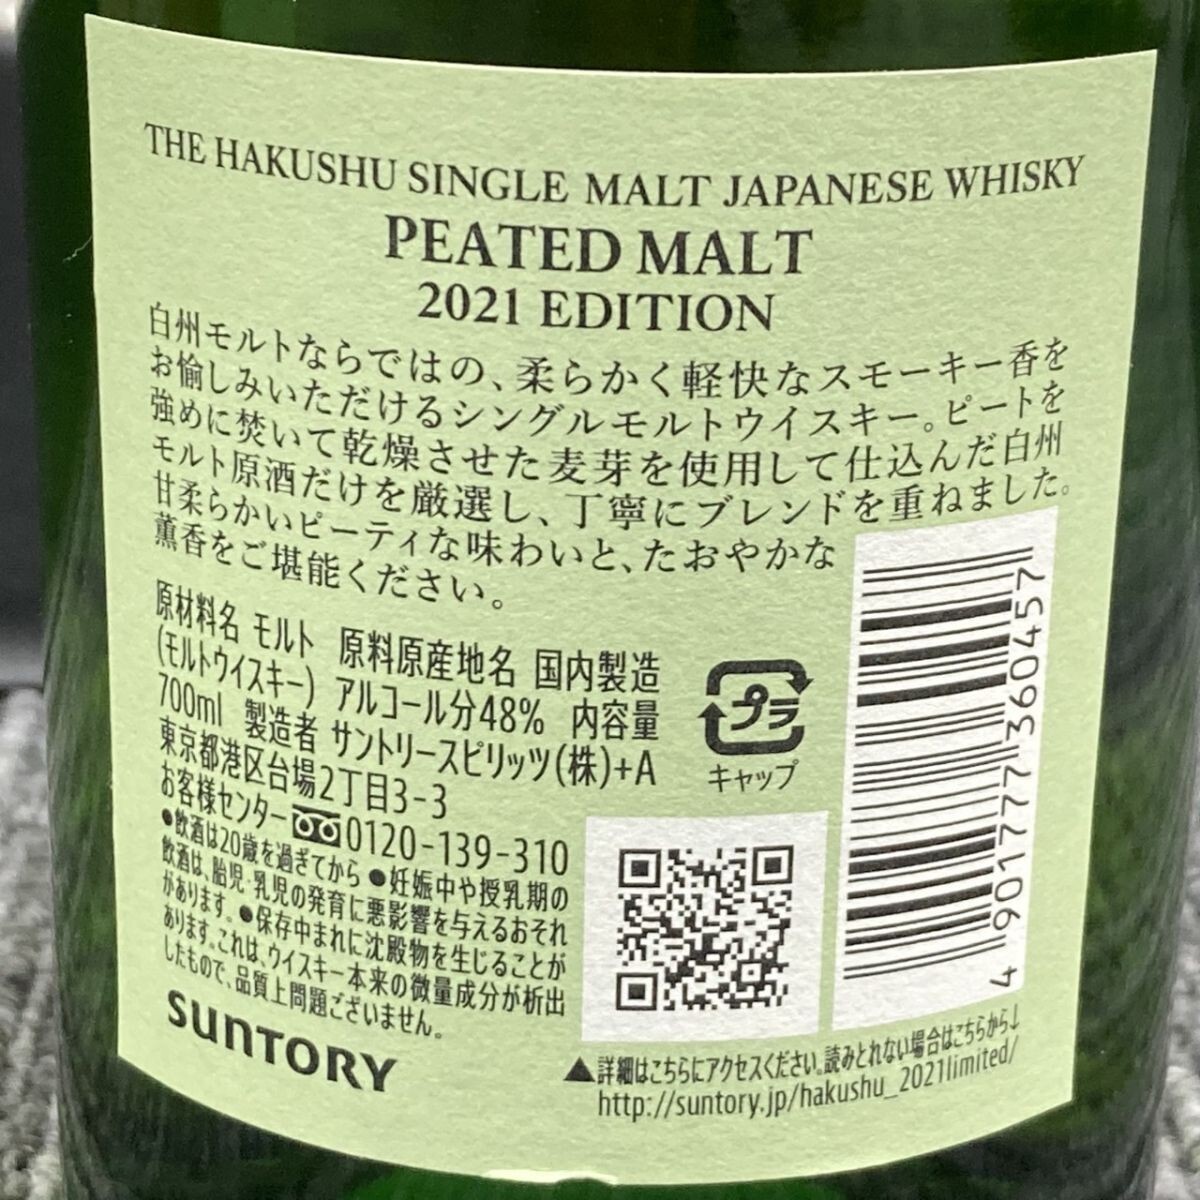 THE HAKUSHU SINGLE MALT JAPANESE WHISKY
PEATED MALT
2021 EDITION
白州モルトならではの、柔らかく軽快なスモーキー香を
お愉しみいただけるシングルモルトウイスキー。ピートを
強めに焚いて乾燥させた麦芽を使用して仕込んだ白州
モルト原酒だけを厳選し、丁寧にブレンドを重ねました。
甘柔らかいピーティな味わいと、たおやかな
薫香をご堪能ください。
原材料名 モルト 原料原産地名 国内製造
(モルトウイスキー) アルコール分48% 内容量
700ml 製造者 サントリースピリッツ(株)+A
東京都港区台場2丁目3-3
お客様センター 0120-139-310
●飲酒は20歳を過ぎてから ●妊娠中や授乳期の
飲酒は、胎児・乳児の発育に悪影響を与えるおそれ
があります。●保存中まれに沈殿物を生じることが
あります。これは、ウイスキー本来の微量成分が析出
したもので、品質上問題ございません。
SUNTORY
プラ
キャップ
4 901777 360457
▲詳細はこちらにアクセスください。読みとれない場合はこちらから↓
http://suntory.jp/hakushu_2021limited/